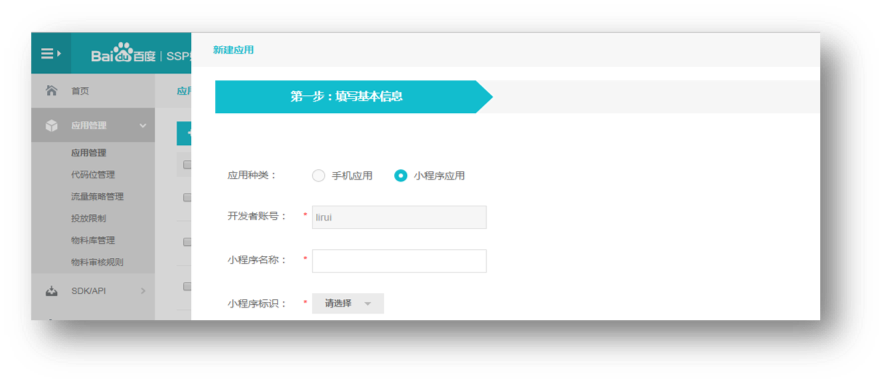 Bai du 百度 | SSP
新建应用
首页
应用管理
应用管理
代码位管理
流量策略管理
投放限制
物料库管理
物料审核规则
SDK/API
第一步：填写基本信息
应用种类： 手机应用 小程序应用
开发者账号： * lirui
小程序名称： *
小程序标识： * 请选择